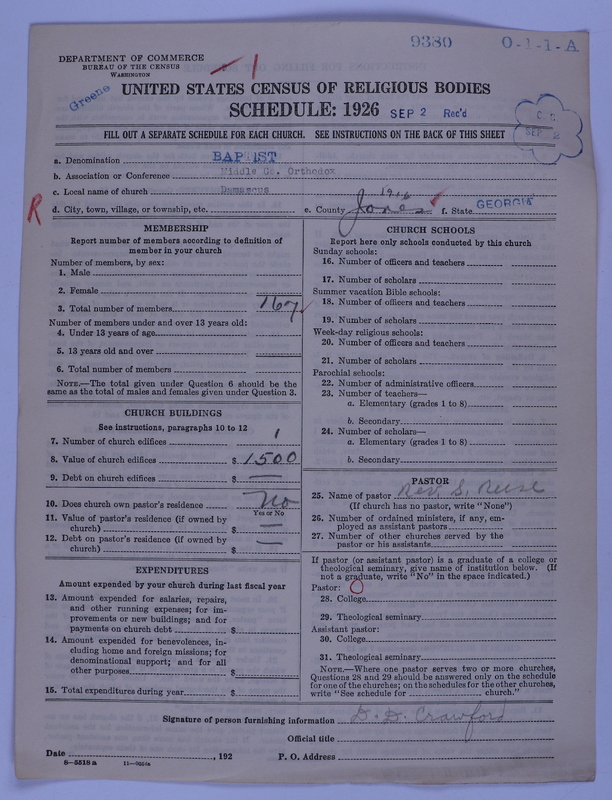 9380 O-1-1-A
DEPARTMENT OF COMMERCE
BUREAU OF THE CENSUS
WASHINGTON
1
Greene
UNITED STATES CENSUS OF RELIGIOUS BODIES
SCHEDULE: 1926 SEP 2 Rec'd
FILL OUT A SEPARATE SCHEDULE FOR EACH CHURCH. SEE INSTRUCTIONS ON THE BACK OF THIS SHEET
a. Denomination BAPTIST
b. Association or Conference Middle Ga. Orthodox
c. Local name of church Damascus
1916
R d. City, town, village, or township, etc. e. County Jones f. State GEORGIA
MEMBERSHIP
Report number of members according to definition of member in your church
Number of members, by sex:
1. Male
2. Female
3. Total number of members 167
Number of members under and over 13 years old:
4. Under 13 years of age
5. 13 years old and over
6. Total number of members
NOTE.—The total given under Question 6 should be the same as the total of males and females given under Question 3.
CHURCH BUILDINGS
See instructions, paragraphs 10 to 12
7. Number of church edifices 1
8. Value of church edifices $ 1500
9. Debt on church edifices $ —
10. Does church own pastor's residence No
Yes or No
11. Value of pastor's residence (if owned by church) $ —
12. Debt on pastor's residence (if owned by church) $ —
EXPENDITURES
Amount expended by your church during last fiscal year
13. Amount expended for salaries, repairs, and other running expenses; for improvements or new buildings; and for payments on church debt $
14. Amount expended for benevolences, including home and foreign missions; for denominational support; and for all other purposes $
15. Total expenditures during year $
CHURCH SCHOOLS
Report here only schools conducted by this church
Sunday schools:
16. Number of officers and teachers
17. Number of scholars
Summer vacation Bible schools:
18. Number of officers and teachers
19. Number of scholars
Week-day religious schools:
20. Number of officers and teachers
21. Number of scholars
Parochial schools:
22. Number of administrative officers
23. Number of teachers—
a. Elementary (grades 1 to 8)
b. Secondary
24. Number of scholars—
a. Elementary (grades 1 to 8)
b. Secondary
PASTOR
25. Name of pastor Rev. S. Reese
(If church has no pastor, write "None")
26. Number of ordained ministers, if any, employed as assistant pastors
27. Number of other churches served by the pastor or his assistants
If pastor (or assistant pastor) is a graduate of a college or theological seminary, give name of institution below. (If not a graduate, write "No" in the space indicated.)
Pastor: O
28. College
29. Theological seminary
Assistant pastor:
30. College
31. Theological seminary
NOTE.—Where one pastor serves two or more churches, Questions 28 and 29 should be answered only on the schedule for one of the churches; on the schedules for the other churches, write "See schedule for church."
Signature of person furnishing information D. D. Crawford
Official title
Date , 192 P. O. Address
8—5518 a